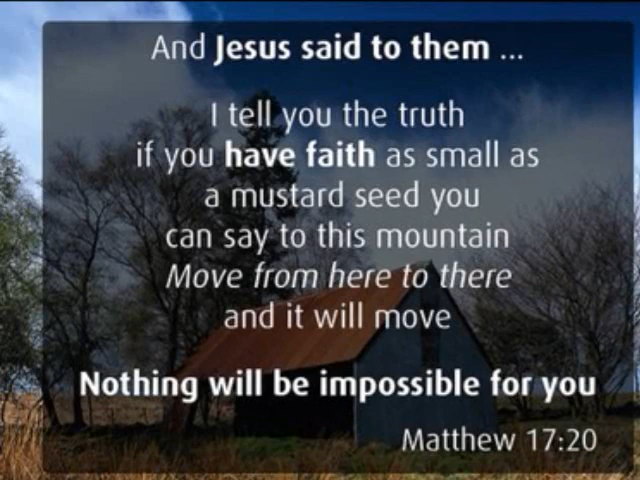 And Jesus said to them ...
I tell you the truth
if you have faith as small as
a mustard seed you
can say to this mountain
Move from here to there
and it will move
Nothing will be impossible for you
Matthew 17:20